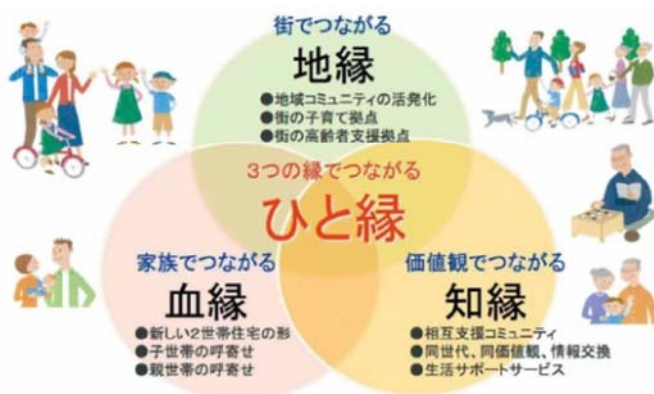 街でつながる
地縁
●地域コミュニティの活発化
●街の子育て拠点
●街の高齢者支援拠点
3つの縁でつながる
ひと縁
家族でつながる
血縁
●新しい2世帯住宅の形
●子世帯の呼寄せ
●親世帯の呼寄せ
価値観でつながる
知縁
●相互支援コミュニティ
●同世代、同価値観、情報交換
●生活サポートサービス